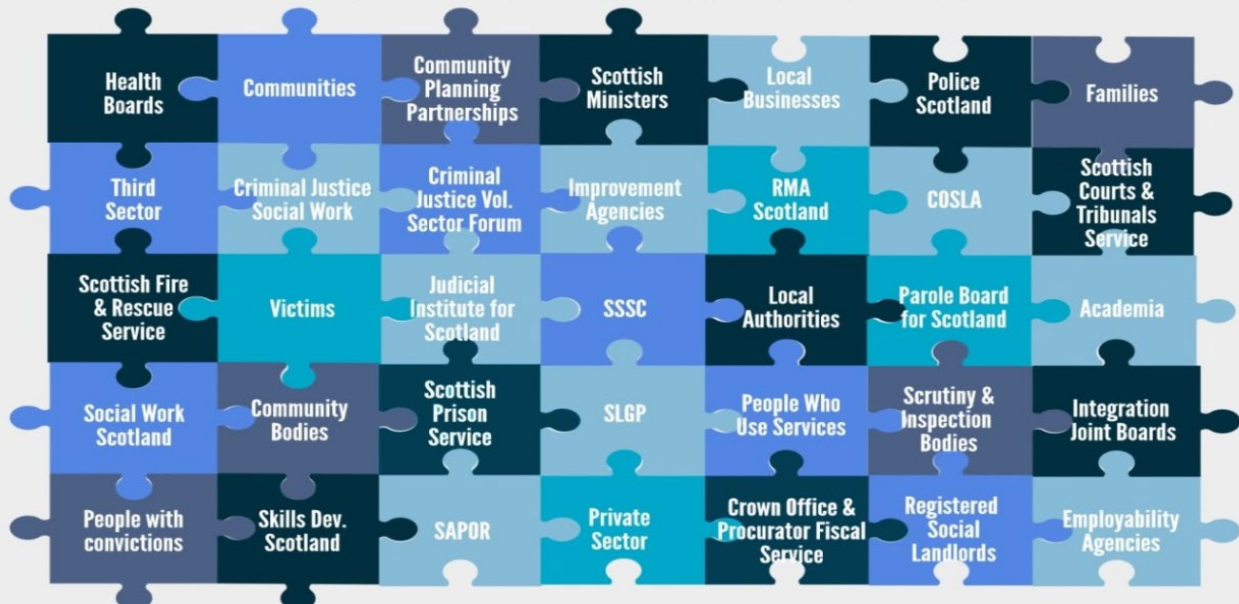 Health
Boards
Communities
Community
Planning
Partnerships
Scottish
Ministers
Local
Businesses
Police
Scotland
Families
Third
Sector
Criminal Justice
Social Work
Criminal
Justice Vol.
Sector Forum
Improvement
Agencies
RMA
Scotland
COSLA
Scottish
Courts &
Tribunals
Service
Scottish Fire
& Rescue
Service
Victims
Judicial
Institute for
Scotland
SSSC
Local
Authorities
Parole Board
for Scotland
Academia
Social Work
Scotland
Community
Bodies
Scottish
Prison
Service
SLGP
People Who
Use Services
Scrutiny &
Inspection
Bodies
Integration
Joint Boards
People with
convictions
Skills Dev.
Scotland
SAPOR
Private
Sector
Crown Office &
Procurator Fiscal
Service
Registered
Social
Landlords
Employability
Agencies